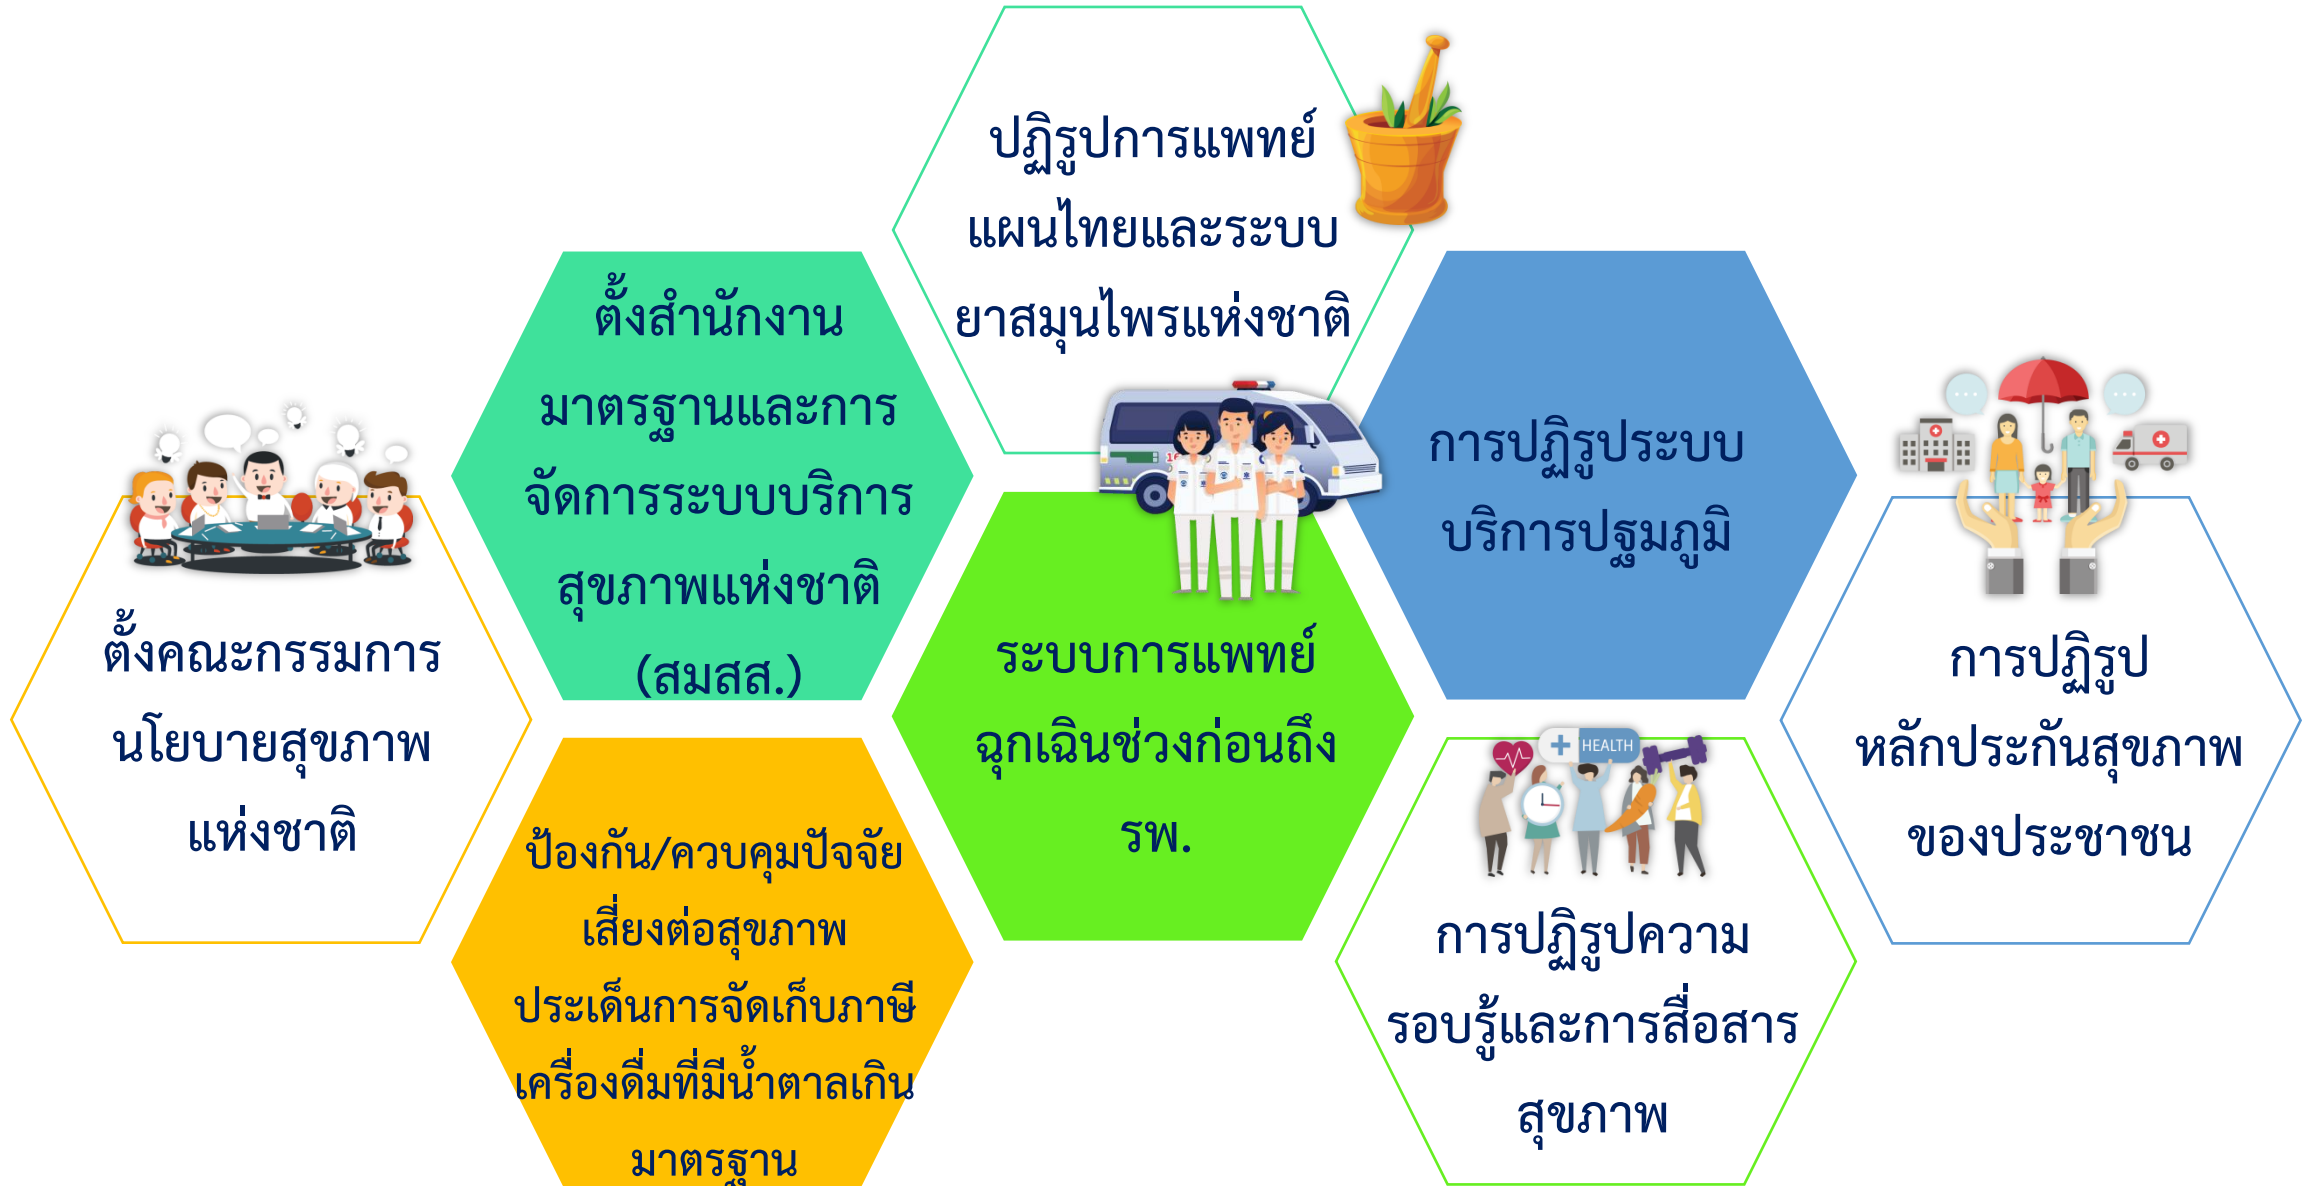 ปฏิรูปการแพทย์
แผนไทยและระบบ
ยาสมุนไพรแห่งชาติ
ตั้งสำนักงาน
มาตรฐานและการ
จัดการระบบบริการ
สุขภาพแห่งชาติ
(สมสส.)
การปฏิรูประบบ
บริการปฐมภูมิ
ตั้งคณะกรรมการ
นโยบายสุขภาพ
แห่งชาติ
ระบบการแพทย์
ฉุกเฉินช่วงก่อนถึง
รพ.
การปฏิรูป
หลักประกันสุขภาพ
ของประชาชน
ป้องกัน/ควบคุมปัจจัย
เสี่ยงต่อสุขภาพ
ประเด็นการจัดเก็บภาษี
เครื่องดื่มที่มีน้ำตาลเกิน
มาตรฐาน
HEALTH
การปฏิรูปความ
รอบรู้และการสื่อสาร
สุขภาพ